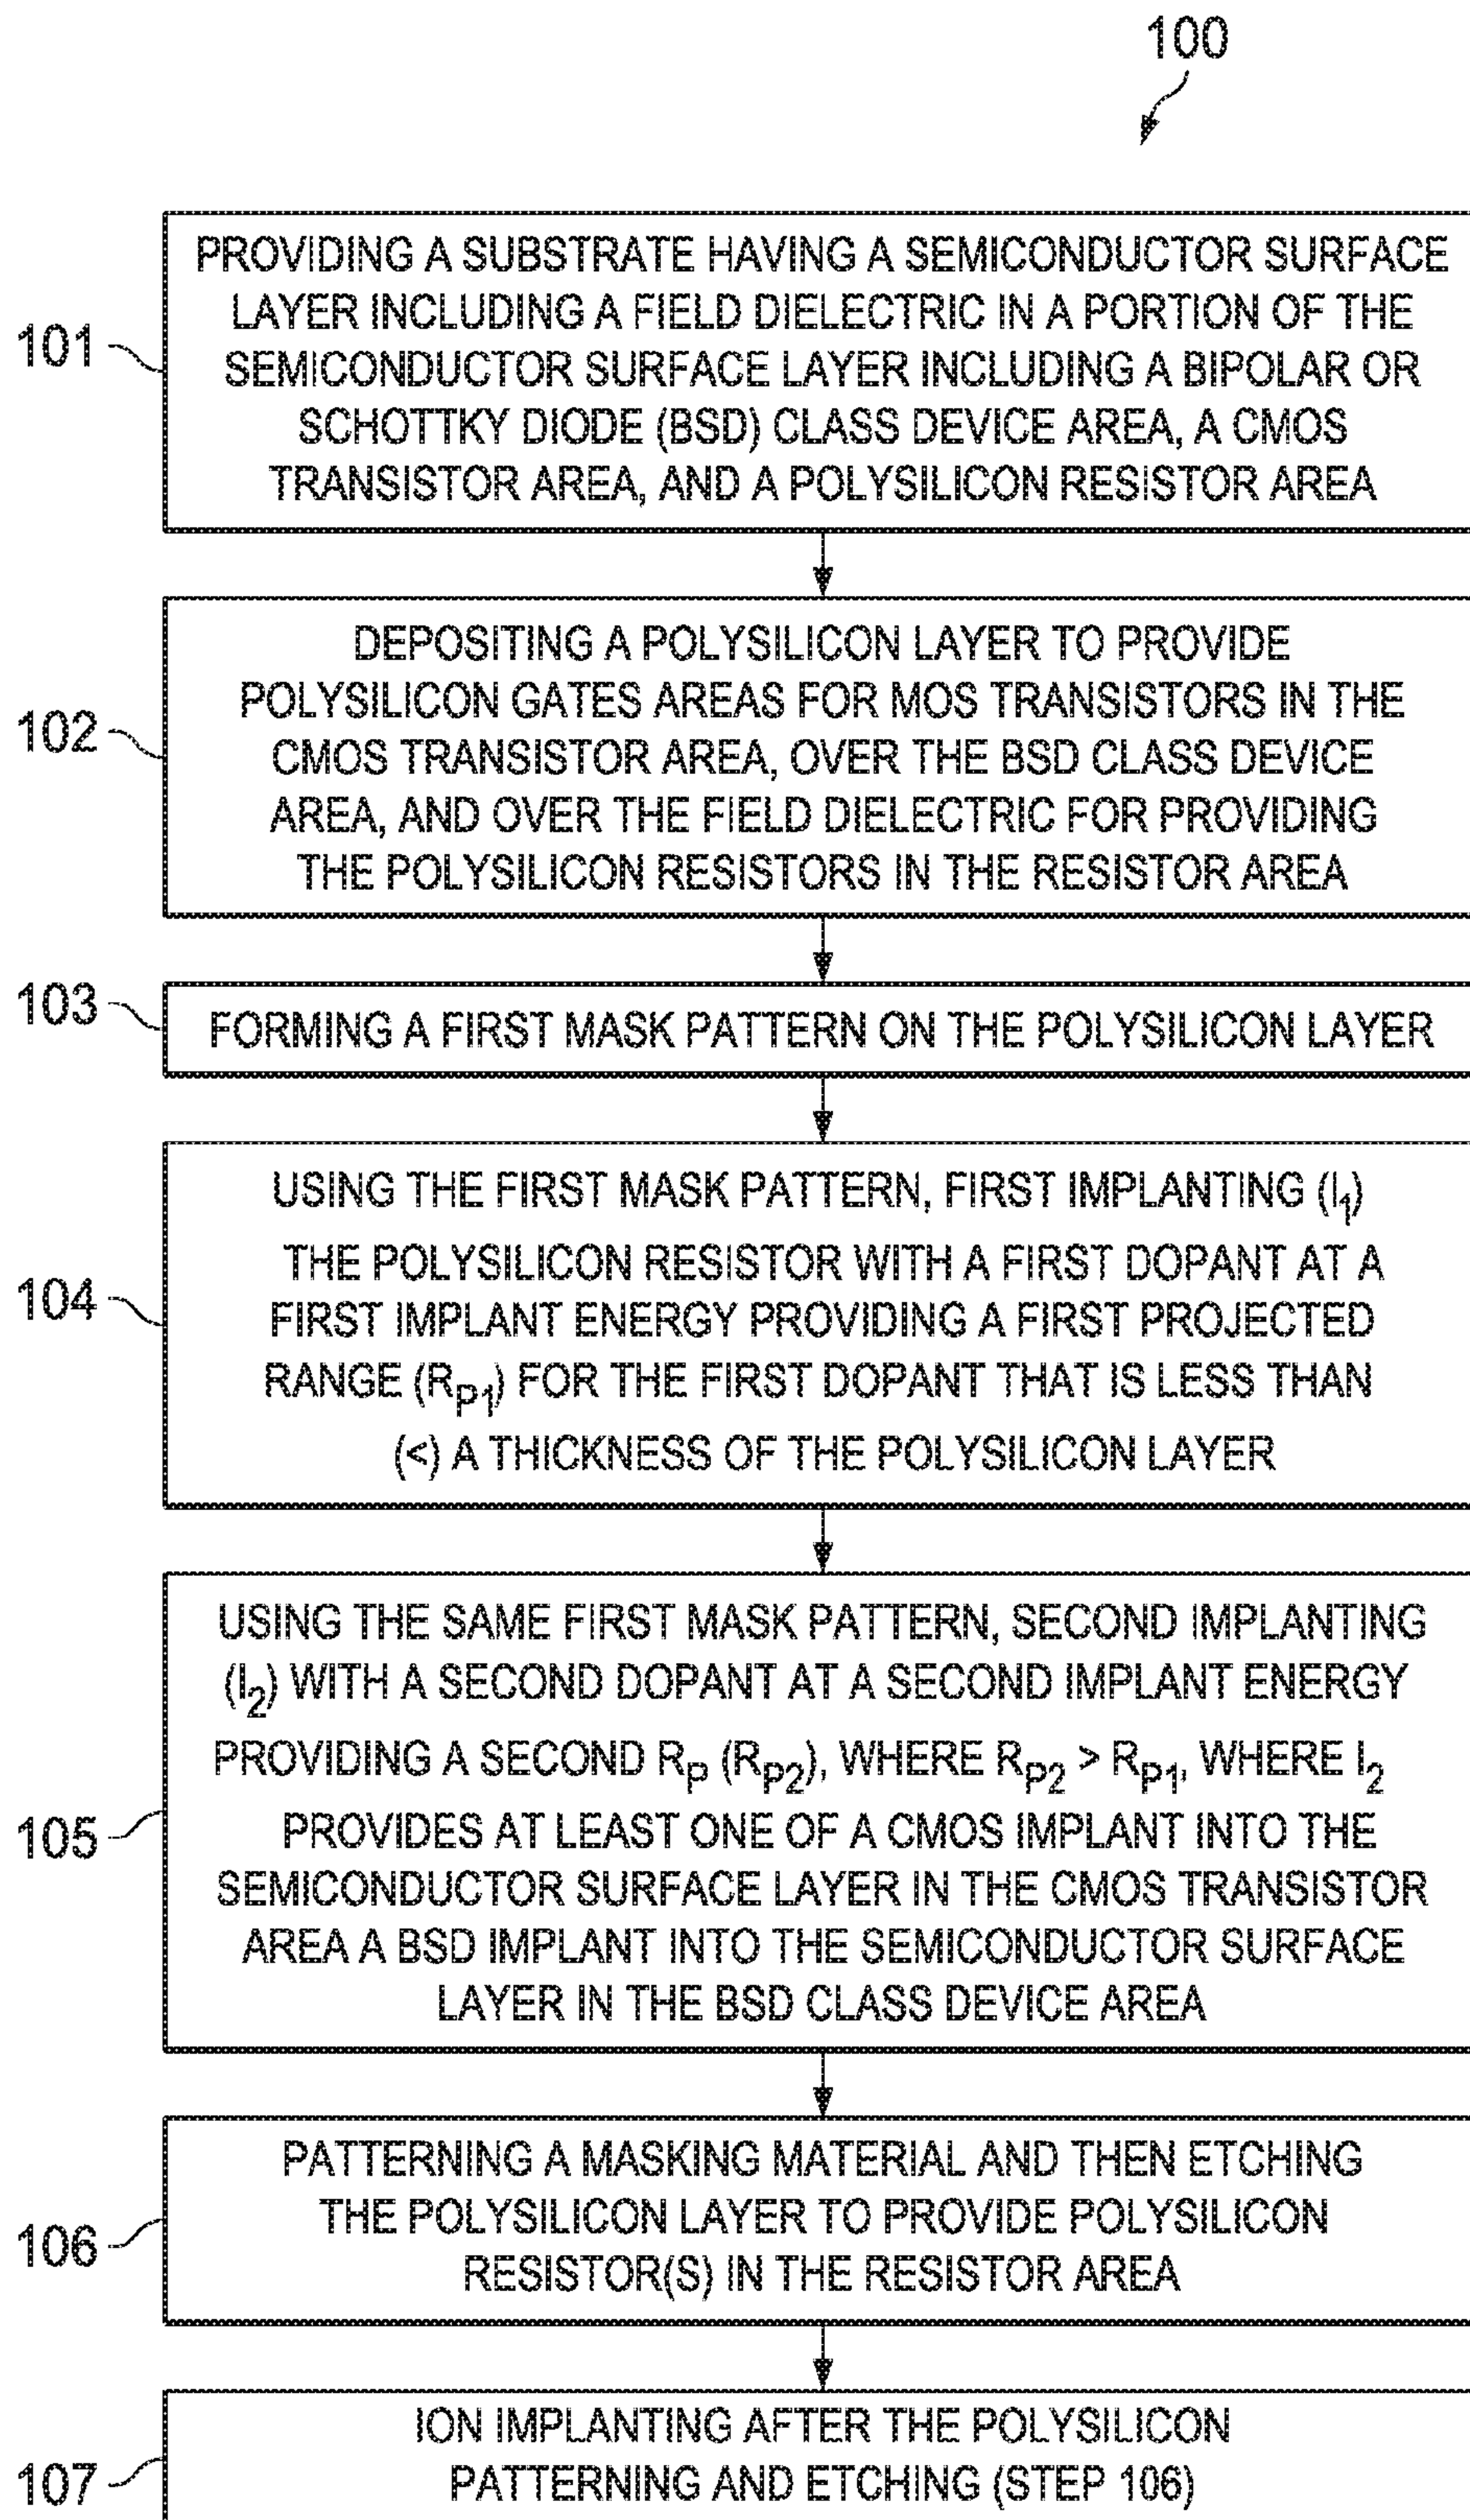 100
101
PROVIDING A SUBSTRATE HAVING A SEMICONDUCTOR SURFACE
LAYER INCLUDING A FIELD DIELECTRIC IN A PORTION OF THE
SEMICONDUCTOR SURFACE LAYER INCLUDING A BIPOLAR OR
SCHOTTKY DIODE (BSD) CLASS DEVICE AREA, A CMOS
TRANSISTOR AREA, AND A POLYSILICON RESISTOR AREA
102
DEPOSITING A POLYSILICON LAYER TO PROVIDE
POLYSILICON GATES AREAS FOR MOS TRANSISTORS IN THE
CMOS TRANSISTOR AREA, OVER THE BSD CLASS DEVICE
AREA, AND OVER THE FIELD DIELECTRIC FOR PROVIDING
THE POLYSILICON RESISTORS IN THE RESISTOR AREA
103
FORMING A FIRST MASK PATTERN ON THE POLYSILICON LAYER
104
USING THE FIRST MASK PATTERN, FIRST IMPLANTING (I1)
THE POLYSILICON RESISTOR WITH A FIRST DOPANT AT A
FIRST IMPLANT ENERGY PROVIDING A FIRST PROJECTED
RANGE (RP1) FOR THE FIRST DOPANT THAT IS LESS THAN
(<) A THICKNESS OF THE POLYSILICON LAYER
105
USING THE SAME FIRST MASK PATTERN, SECOND IMPLANTING
(I2) WITH A SECOND DOPANT AT A SECOND IMPLANT ENERGY
PROVIDING A SECOND RP (RP2), WHERE RP2 > RP1, WHERE I2
PROVIDES AT LEAST ONE OF A CMOS IMPLANT INTO THE
SEMICONDUCTOR SURFACE LAYER IN THE CMOS TRANSISTOR
AREA A BSD IMPLANT INTO THE SEMICONDUCTOR SURFACE
LAYER IN THE BSD CLASS DEVICE AREA
106
PATTERNING A MASKING MATERIAL AND THEN ETCHING
THE POLYSILICON LAYER TO PROVIDE POLYSILICON
RESISTOR(S) IN THE RESISTOR AREA
107
ION IMPLANTING AFTER THE POLYSILICON
PATTERNING AND ETCHING (STEP 106)